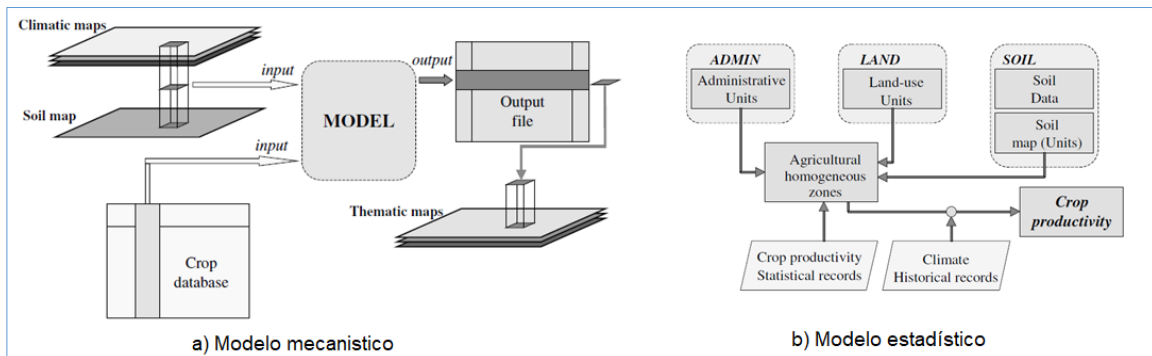 Climatic maps
Soil map
input
input
MODEL
output
Output
file
Thematic maps
Crop
database
a) Modelo mecanistico
ADMIN
Administrative
Units
LAND
Land-use
Units
SOIL
Soil
Data
Soil
map (Units)
Agricultural
homogeneous
zones
Crop
productivity
Crop productivity
Statistical records
Climate
Historical records
b) Modelo estadístico